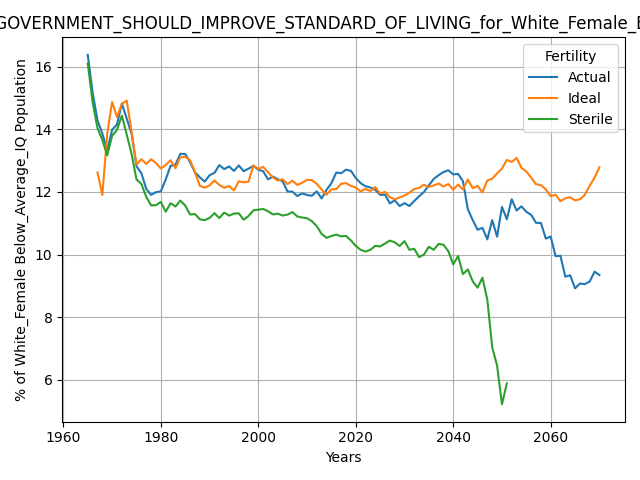 GOVERNMENT_SHOULD_IMPROVE_STANDARD_OF_LIVING_for_White_Female_
16
14
12
10
8
6
% of White_Female Below_Average_IQ Population
Fertility
Actual
Ideal
Sterile
1960 1980 2000 2020 2040 2060
Years